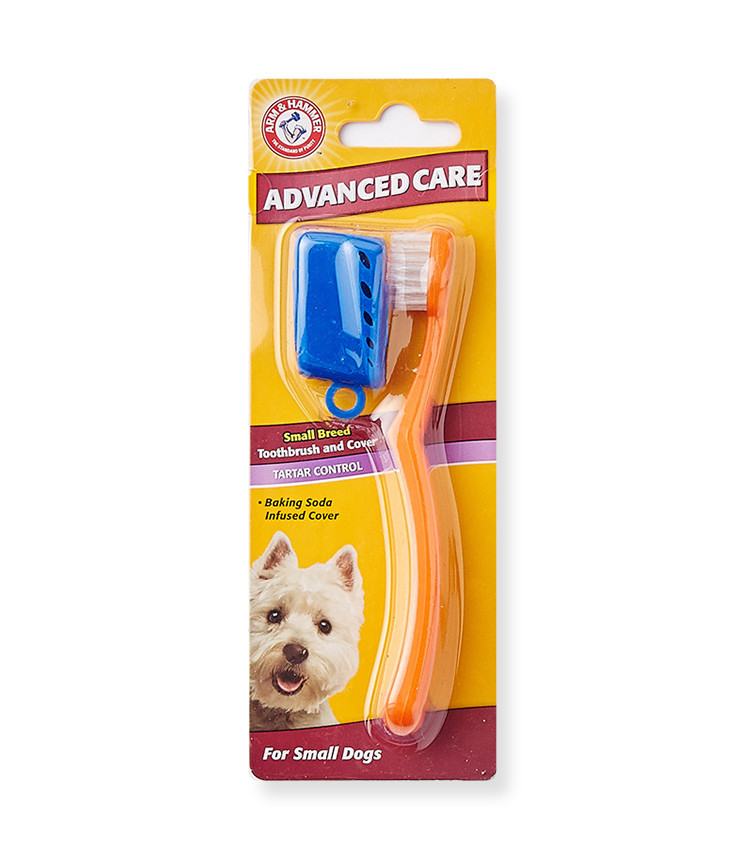 ARM & HAMMER
THE STANDARD OF PURITY
ADVANCED CARE
Small Breed
Toothbrush and Cover
TARTAR CONTROL
• Baking Soda
Infused Cover
For Small Dogs